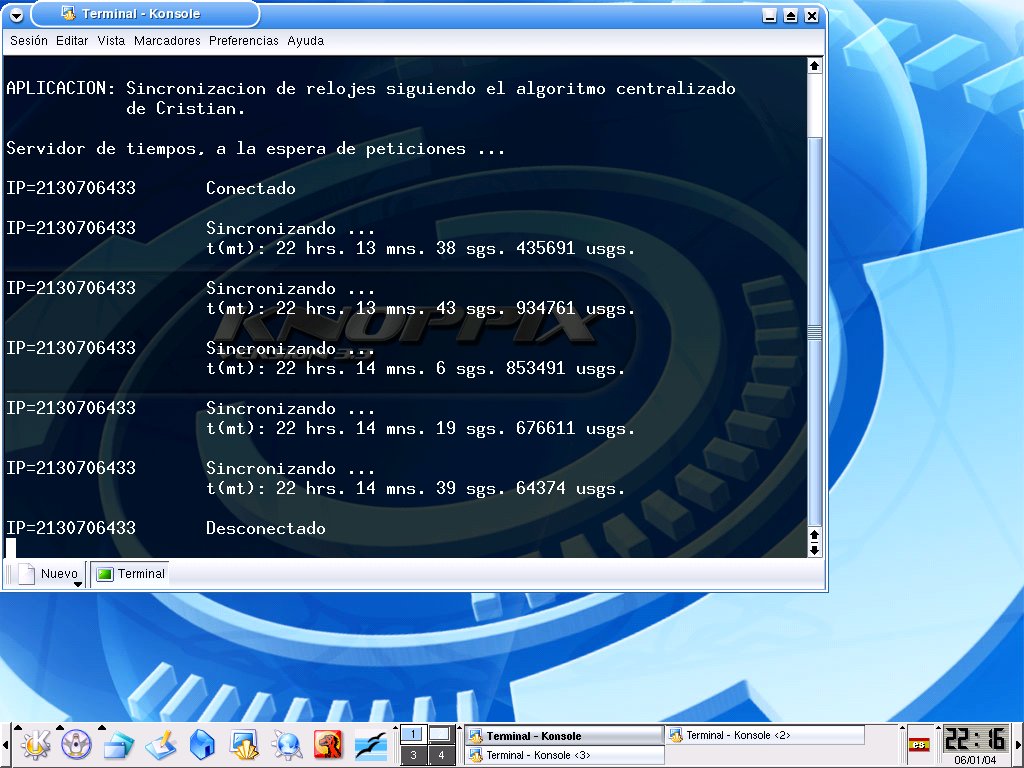 Terminal - Konsole
Sesión Editar Vista Marcadores Preferencias Ayuda
APLICACION: Sincronizacion de relojes siguiendo el algoritmo centralizado
de Cristian.
Servidor de tiempos, a la espera de peticiones ...
IP=2130706433 Conectado
IP=2130706433 Sincronizando ...
t(mt): 22 hrs. 13 mns. 38 sgs. 435691 usgs.
IP=2130706433 Sincronizando ...
t(mt): 22 hrs. 13 mns. 43 sgs. 934761 usgs.
KNOPPIX
IP=2130706433 Sincronizando ...
t(mt): 22 hrs. 14 mns. 6 sgs. 853491 usgs.
IP=2130706433 Sincronizando ...
t(mt): 22 hrs. 14 mns. 19 sgs. 676611 usgs.
IP=2130706433 Sincronizando ...
t(mt): 22 hrs. 14 mns. 39 sgs. 64374 usgs.
IP=2130706433 Desconectado
Nuevo Terminal
1
3 4
Terminal - Konsole Terminal - Konsole <2>
Terminal - Konsole <3>
es
22:16
06/01/04